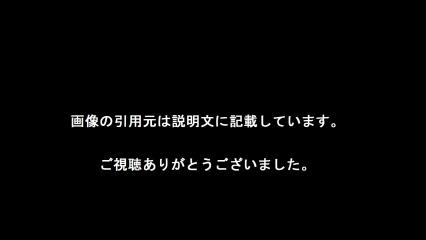 画像の引用元は説明文に記載しています。
ご視聴ありがとうございました。